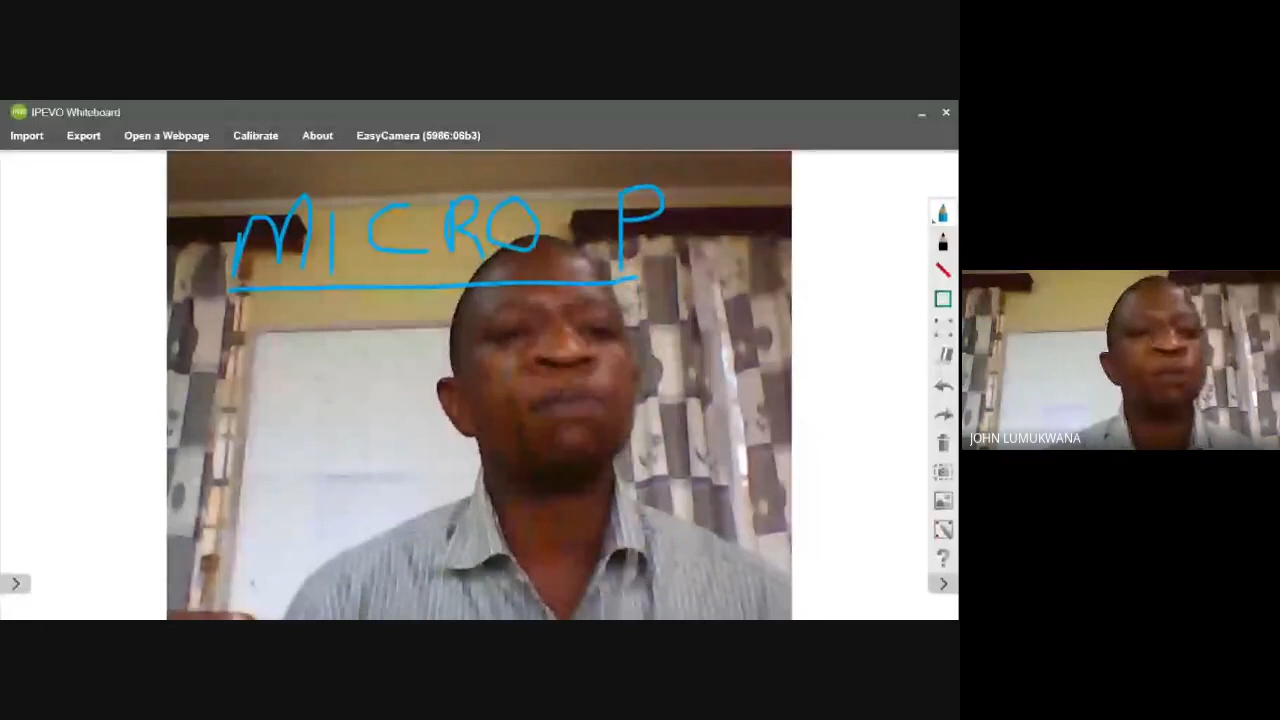 IPEVO Whiteboard
Import Export Open a Webpage Calibrate About EasyCamera (5986:06b3)
MICRO P
JOHN LUMUKWANA